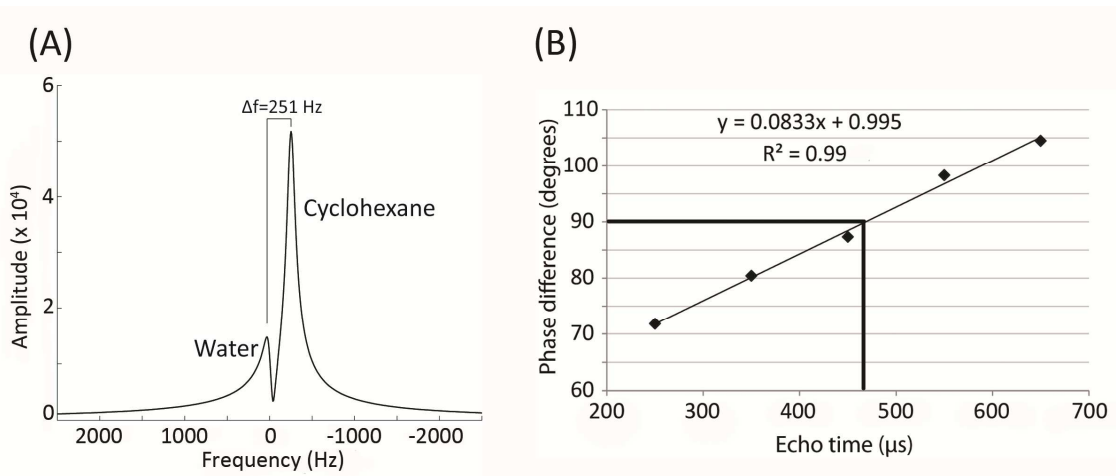 (A)
6
4
2
0
Amplitude (x 10⁴)
Δf=251 Hz
Cyclohexane
Water
2000 1000 0 -1000 -2000
Frequency (Hz)
(B)
110
100
90
80
70
60
Phase difference (degrees)
y = 0.0833x + 0.995
R² = 0.99
200 300 400 500 600 700
Echo time (µs)